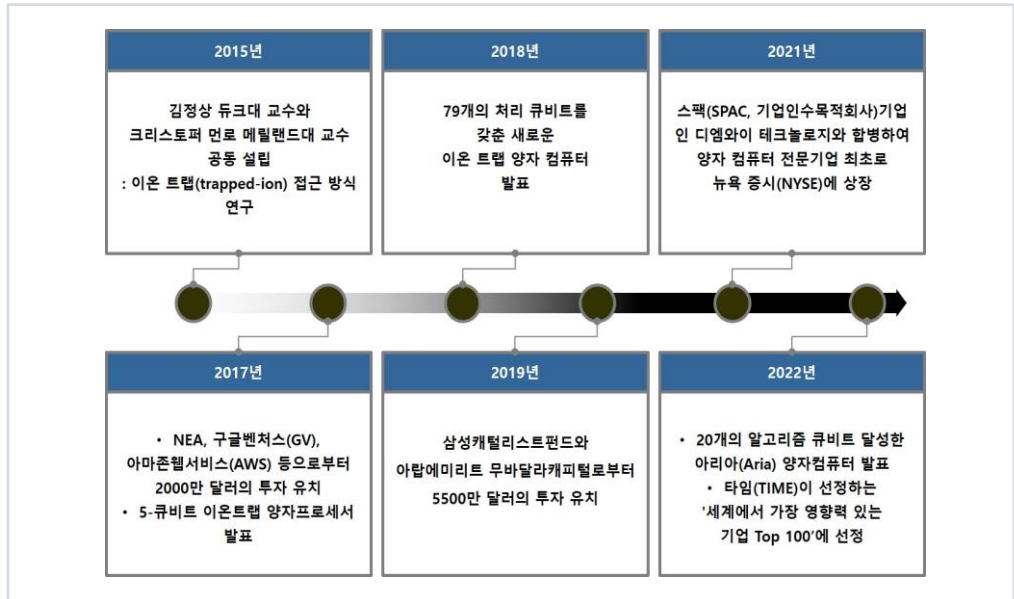 2015년
김정상 듀크대 교수와
크리스토퍼 먼로 메릴랜드대 교수
공동 설립
: 이온 트랩(trapped-ion) 접근 방식
연구
2018년
79개의 처리 큐비트를
갖춘 새로운
이온 트랩 양자 컴퓨터
발표
2021년
스팩(SPAC, 기업인수목적회사)기업
인 디엠와이 테크놀로지와 합병하여
양자 컴퓨터 전문기업 최초로
뉴욕 증시(NYSE)에 상장
2017년
• NEA, 구글벤처스(GV),
아마존웹서비스(AWS) 등으로부터
2000만 달러의 투자 유치
• 5-큐비트 이온트랩 양자프로세서
발표
2019년
삼성캐털리스트펀드와
아랍에미리트 무바달라캐피털로부터
5500만 달러의 투자 유치
2022년
• 20개의 알고리즘 큐비트 달성한
아리아(Aria) 양자컴퓨터 발표
• 타임(TIME)이 선정하는
'세계에서 가장 영향력 있는
기업 Top 100'에 선정